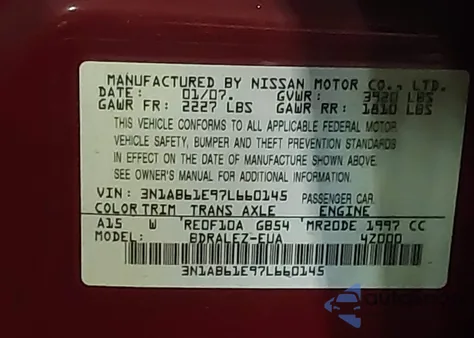 MANUFACTURED BY NISSAN MOTOR CO., LTD.
DATE: 01/07. GVWR: 3920 LBS
GAWR FR: 2227 LBS GAWR RR: 1810 LBS
THIS VEHICLE CONFORMS TO ALL APPLICABLE FEDERAL MOTOR
VEHICLE SAFETY, BUMPER AND THEFT PREVENTION STANDARDS
IN EFFECT ON THE DATE OF MANUFACTURE SHOWN ABOVE.
SEE OWNER'S MANUAL FOR ADDITIONAL INFORMATION.
VIN: 3N1AB61E97L660145 PASSENGER CAR.
COLOR TRIM TRANS AXLE ENGINE
A15 W RE0F10A GB54 MR20DE 1997 CC
MODEL: BDRALEZ-EUA 4Z000
3N1AB61E97L660145